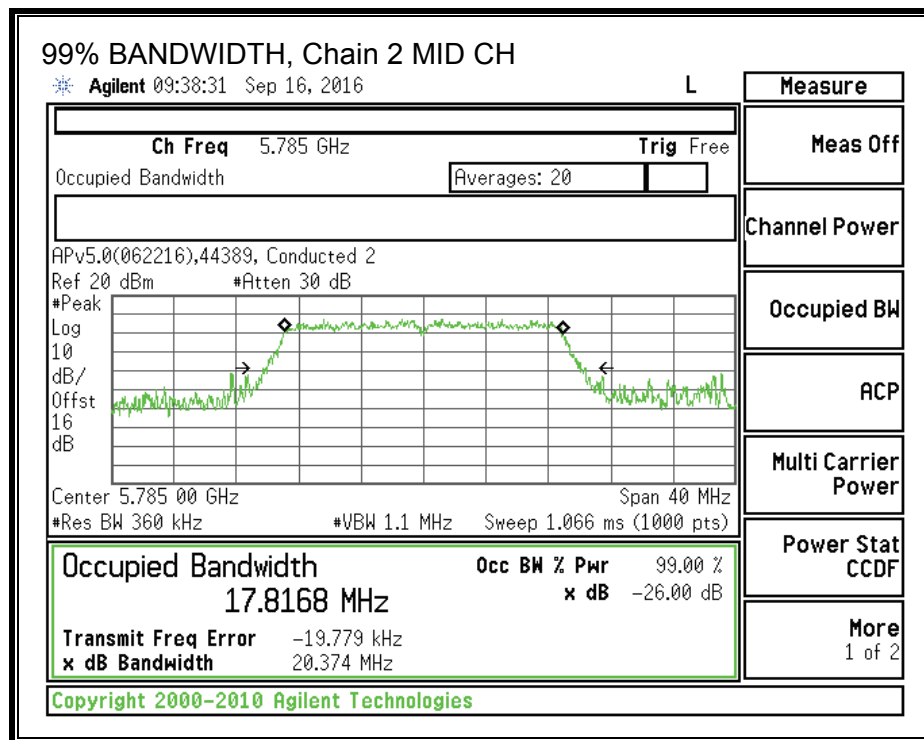 99% BANDWIDTH, Chain 2 MID CH
Agilent 09:38:31 Sep 16, 2016 L
Measure
Ch Freq 5.785 GHz Trig Free
Meas Off
Occupied Bandwidth Averages: 20
Channel Power
APv5.0(062216),44389, Conducted 2
Ref 20 dBm #Atten 30 dB
#Peak
Log
10
dB/
Offst
16
dB
Occupied BW
ACP
Multi Carrier
Power
Center 5.785 00 GHz Span 40 MHz
#Res BW 360 kHz #VBW 1.1 MHz Sweep 1.066 ms (1000 pts)
Power Stat
CCDF
Occupied Bandwidth Occ BW % Pwr 99.00 %
17.8168 MHz x dB -26.00 dB
Transmit Freq Error -19.779 kHz
x dB Bandwidth 20.374 MHz
More
1 of 2
Copyright 2000-2010 Agilent Technologies